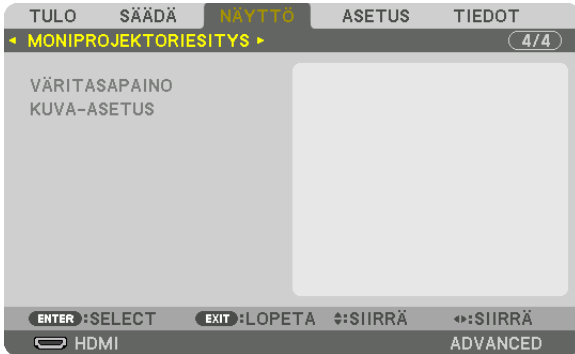 TULO SÄÄDÄ NÄYTTÖ ASETUS TIEDOT
MONIPROJEKTORIESITYS 4/4
VÄRITASAPAINO
KUVA-ASETUS
ENTER :SELECT EXIT :LOPETA :SIIRRÄ :SIIRRÄ
HDMI ADVANCED